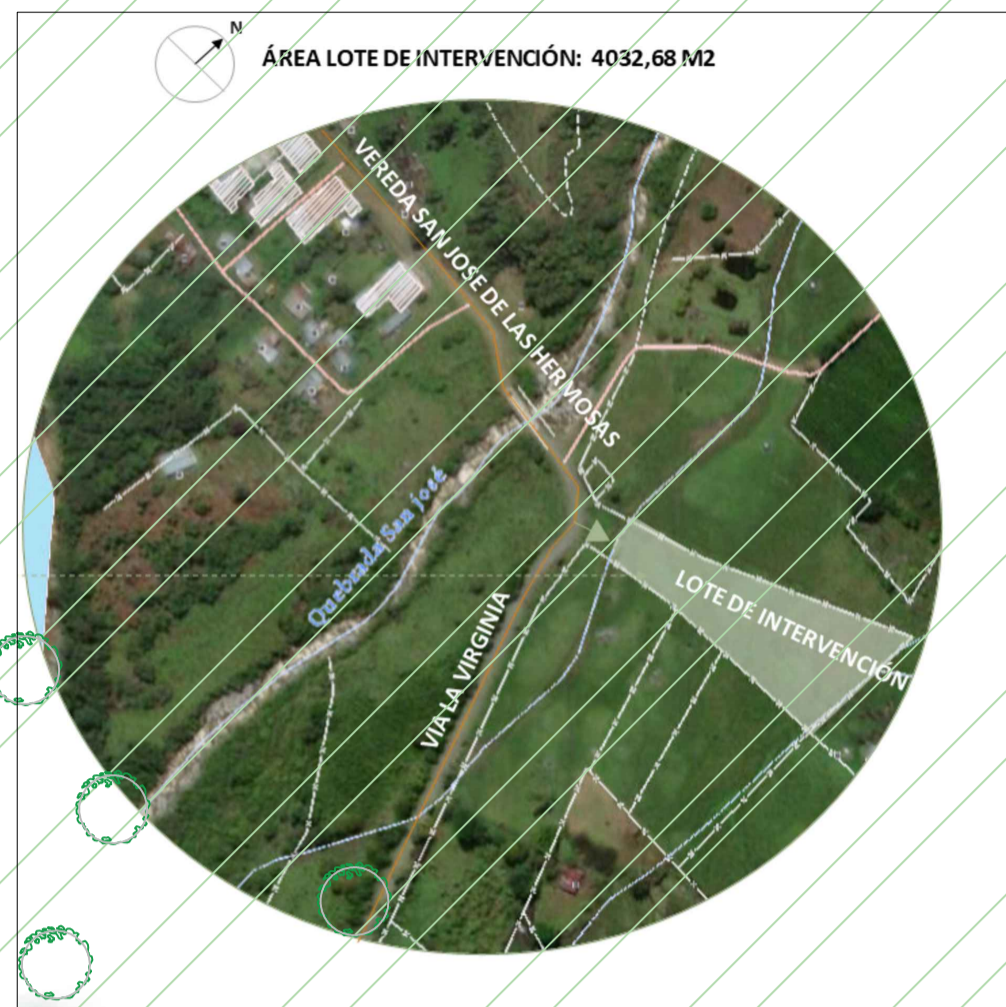 N
ÁREA LOTE DE INTERVENCIÓN: 4032,68 M2
VEREDA SAN JOSE DE LAS HERMOSAS
Quebrada San josé
LOTE DE INTERVENCIÓN
VIA LA VIRGINIA